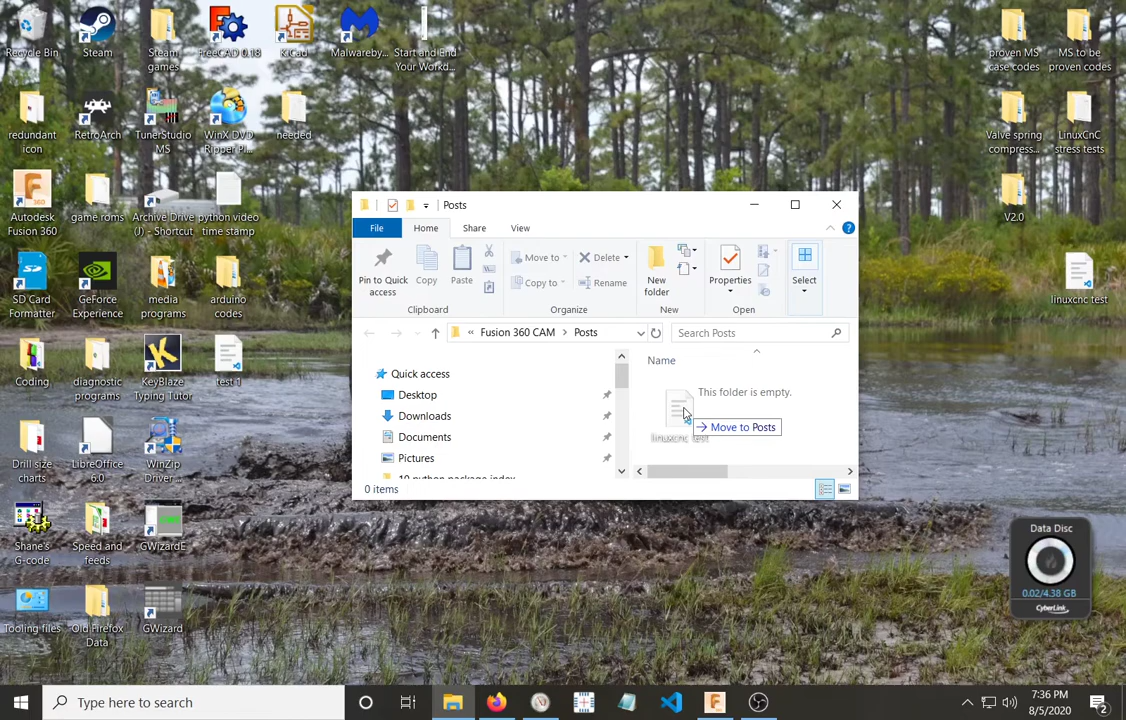 Recycle Bin
Steam
Steam
games
FreeCAD 0.18
KiCad
Malwareby...
Start and End
Your Workd...
proven MS
case codes
MS to be
proven codes
redundant
icon
RetroArch
TunerStudio
MS
WinX DVD
Ripper Pl...
needed
Valve spring
compress...
LinuxCnC
stress tests
Autodesk
Fusion 360
game roms
Archive Drive
(J) - Shortcut
python video
time stamp
V2.0
SD Card
Formatter
GeForce
Experience
media
programs
arduino
codes
linuxcnc test
Coding
diagnostic
programs
KeyBlaze
Typing Tutor
test 1
Drill size
charts
LibreOffice
6.0
WinZip
Driver ...
Shane's
G-code
Speed and
feeds
GWizardE
Tooling files
Old Firefox
Data
GWizard
Posts
File
Home
Share
View
Pin to Quick
access
Copy
Paste
Move to
Copy to
Delete
Rename
New
folder
Properties
Select
Clipboard
Organize
New
Open
« Fusion 360 CAM > Posts
Search Posts
Quick access
Desktop
Downloads
Documents
Pictures
10 python package index
Name
This folder is empty.
linuxcnc test
Move to Posts
0 items
Data Disc
0.02/4.38 GB
CyberLink
Type here to search
7:36 PM
8/5/2020
2